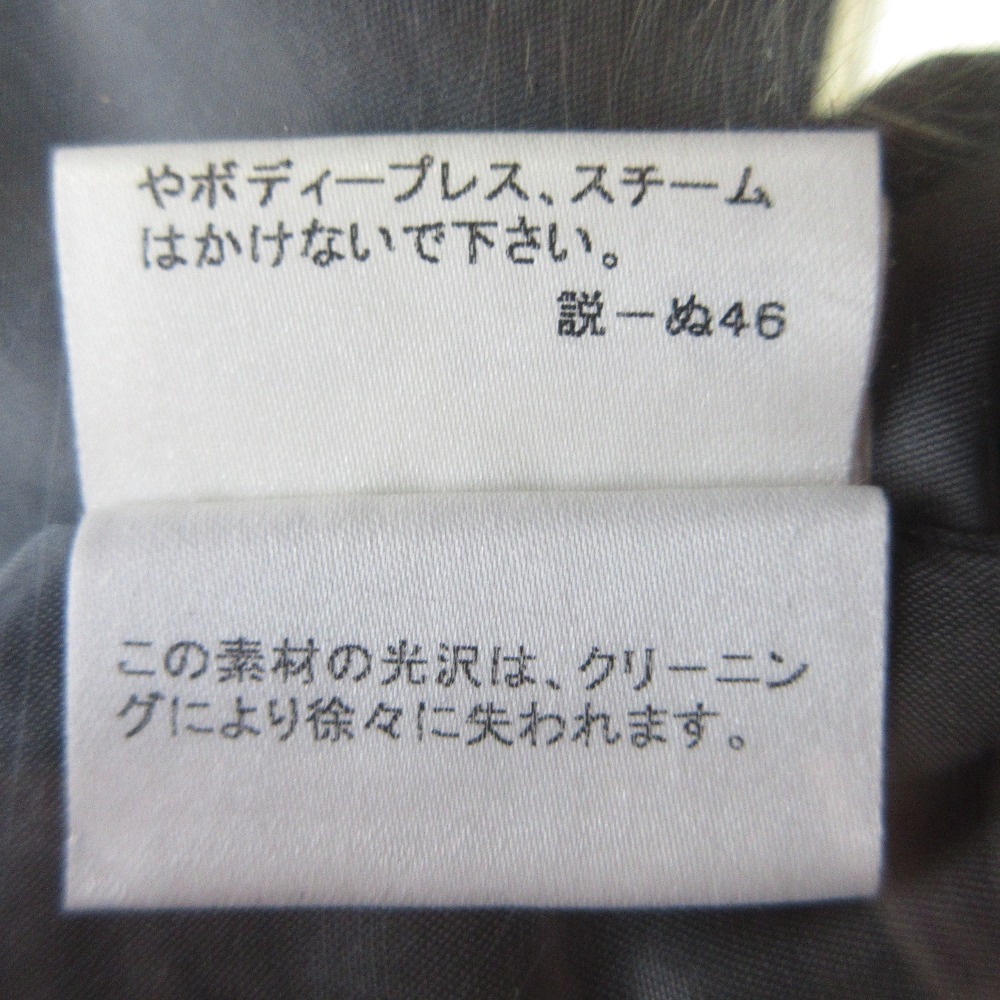 やボディープレス、スチーム
はかけないで下さい。
説ーぬ46
この素材の光沢は、クリーニン
グにより徐々に失われます。